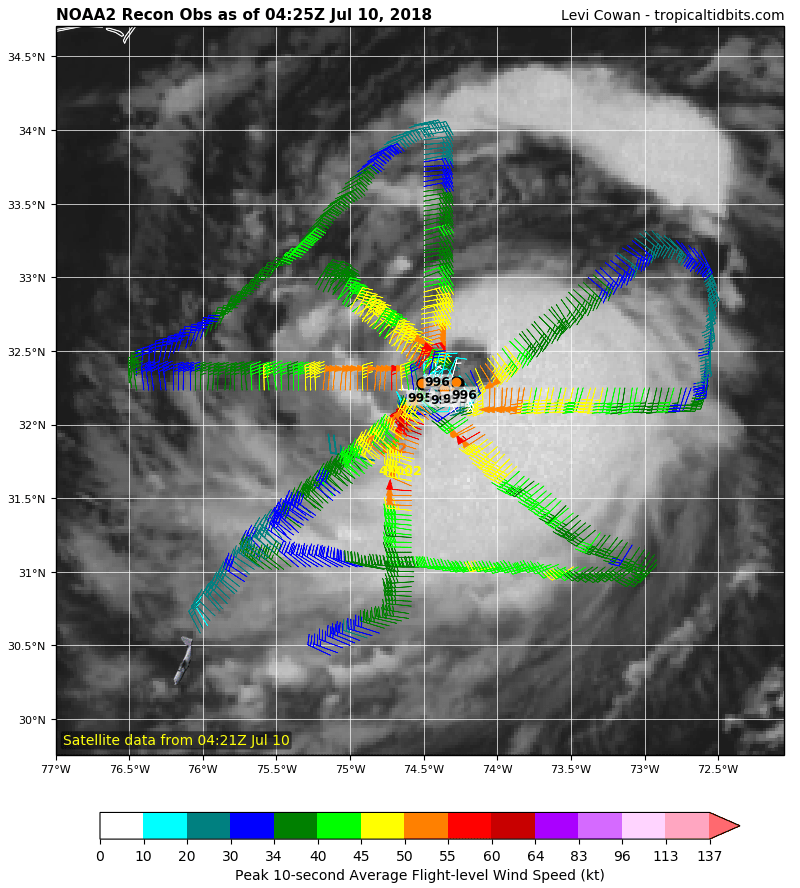 NOAA2 Recon Obs as of 04:25Z Jul 10, 2018
Levi Cowan - tropicaltidbits.com
34.5°N
34°N
33.5°N
33°N
32.5°N
32°N
31.5°N
31°N
30.5°N
30°N
996
996
Satellite data from 04:21Z Jul 10
77°W 76.5°W 76°W 75.5°W 75°W 74.5°W 74°W 73.5°W 73°W 72.5°W
0 10 20 30 34 40 45 50 55 60 64 83 96 113 137
Peak 10-second Average Flight-level Wind Speed (kt)